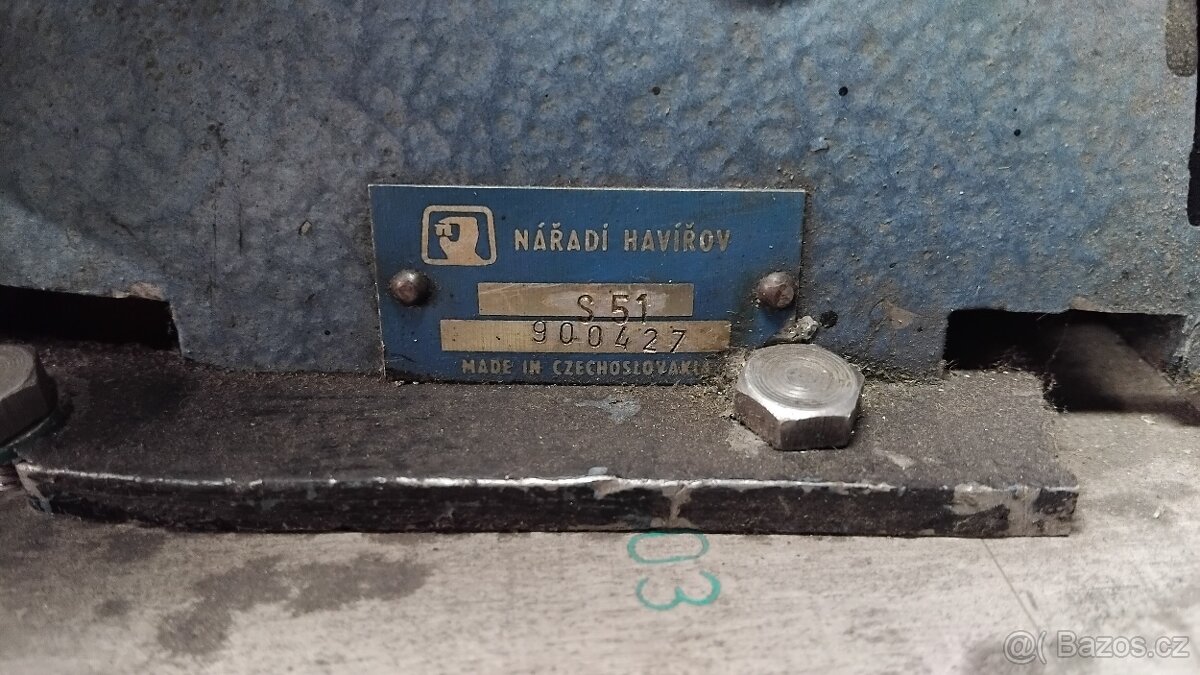 NÁŘADÍ HAVÍŘOV
S 51
900427
MADE IN CZECHOSLOVAKIA
03
@( Bazos.cz